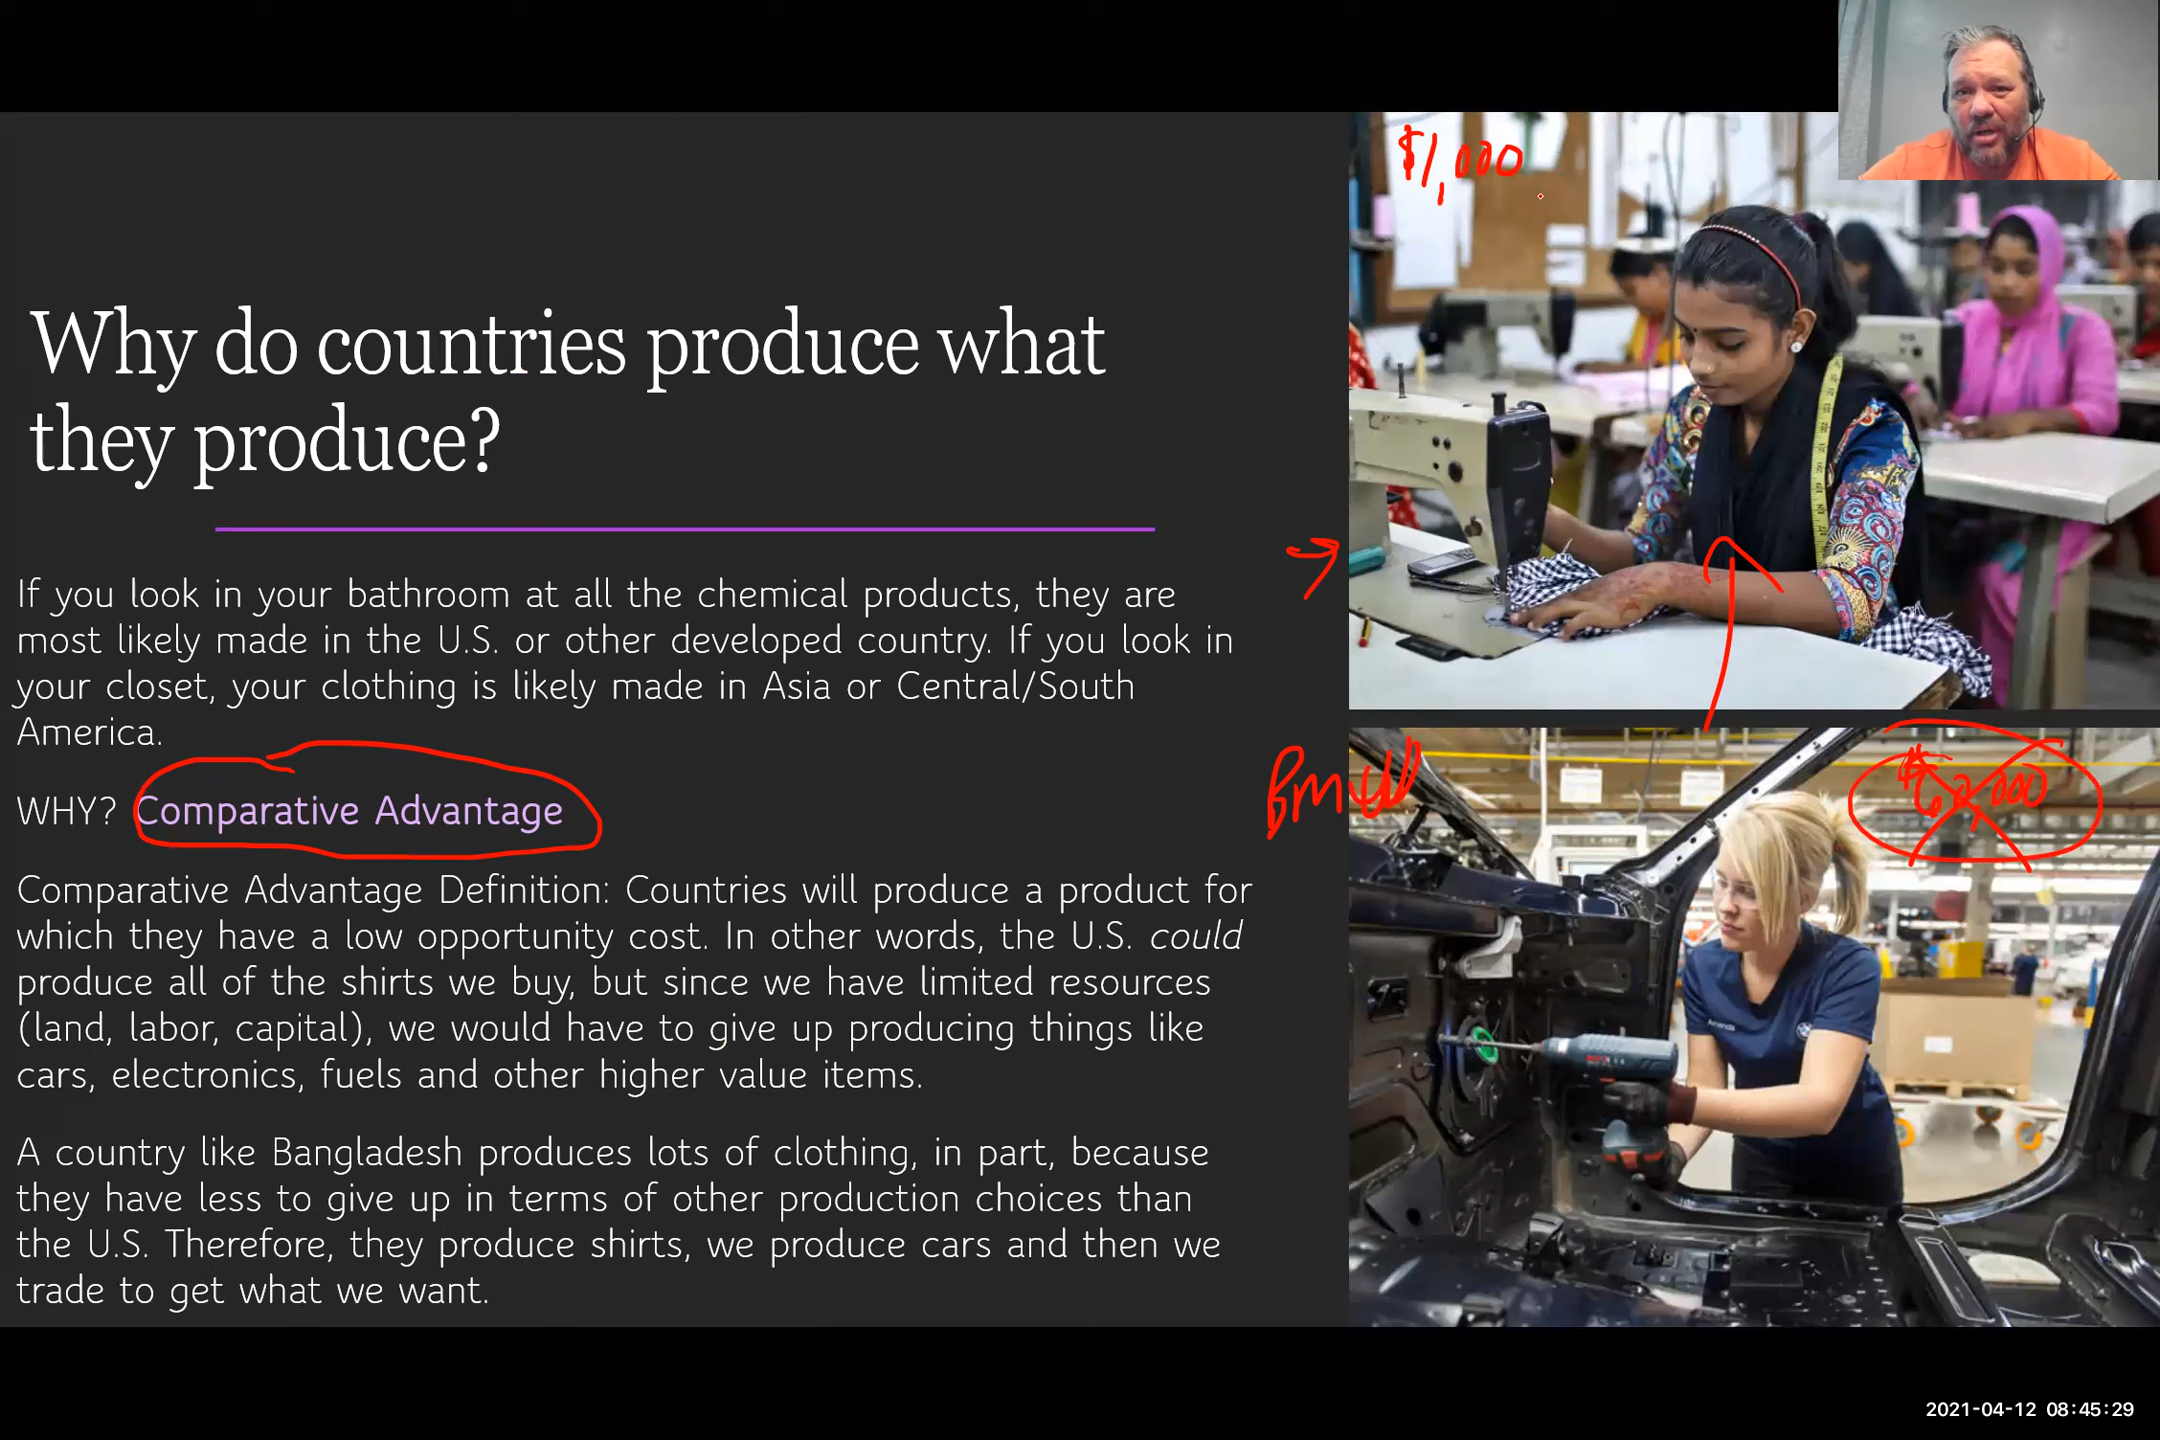 $1,000
Why do countries produce what
they produce?
If you look in your bathroom at all the chemical products, they are
most likely made in the U.S. or other developed country. If you look in
your closet, your clothing is likely made in Asia or Central/South
America.
WHY? Comparative Advantage
BMW
$60,000
Comparative Advantage Definition: Countries will produce a product for
which they have a low opportunity cost. In other words, the U.S. could
produce all of the shirts we buy, but since we have limited resources
(land, labor, capital), we would have to give up producing things like
cars, electronics, fuels and other higher value items.
A country like Bangladesh produces lots of clothing, in part, because
they have less to give up in terms of other production choices than
the U.S. Therefore, they produce shirts, we produce cars and then we
trade to get what we want.
2021-04-12 08:45:29